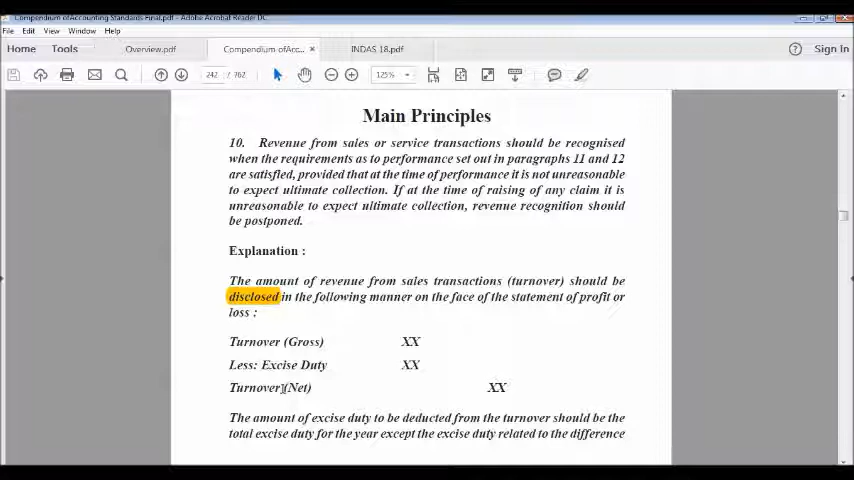 Compendium ofAccounting Standards-Final.pdf - Adobe Acrobat Reader DC
File Edit View Window Help
Home Tools Overview.pdf Compendium ofAcc... × INDAS 18.pdf ? Sign In
242 / 762 125%
Main Principles
10. Revenue from sales or service transactions should be recognised
when the requirements as to performance set out in paragraphs 11 and 12
are satisfied, provided that at the time of performance it is not unreasonable
to expect ultimate collection. If at the time of raising of any claim it is
unreasonable to expect ultimate collection, revenue recognition should
be postponed.
Explanation :
The amount of revenue from sales transactions (turnover) should be
disclosed in the following manner on the face of the statement of profit or
loss :
Turnover (Gross) XX
Less: Excise Duty XX
Turnover (Net) XX
The amount of excise duty to be deducted from the turnover should be the
total excise duty for the year except the excise duty related to the difference